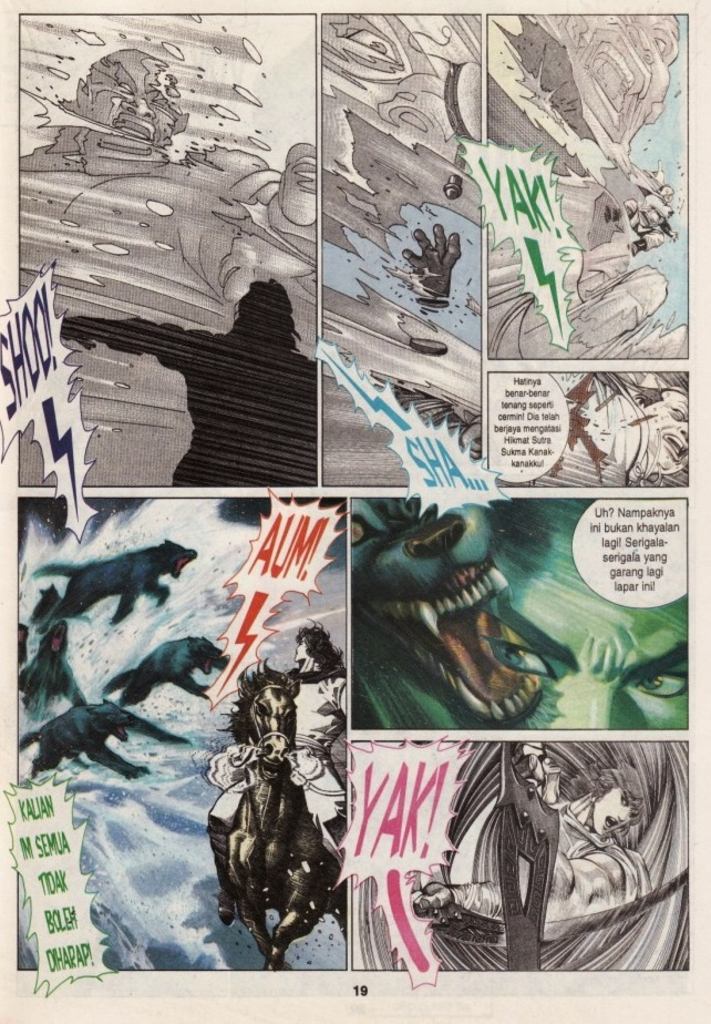 SHOO!
SHA...
YAK!
Hatinya
benar-benar
tenang seperti
cermin! Dia telah
berjaya mengatasi
Hikmat Sutra
Sukma Kanak-
kanakku!
AUM!
KALIAN
INI SEMUA
TIDAK
BOLEH
DIHARAP!
Uh? Nampaknya
ini bukan khayalan
lagi! Serigala-
serigala yang
garang lagi
lapar ini!
YAK!
19